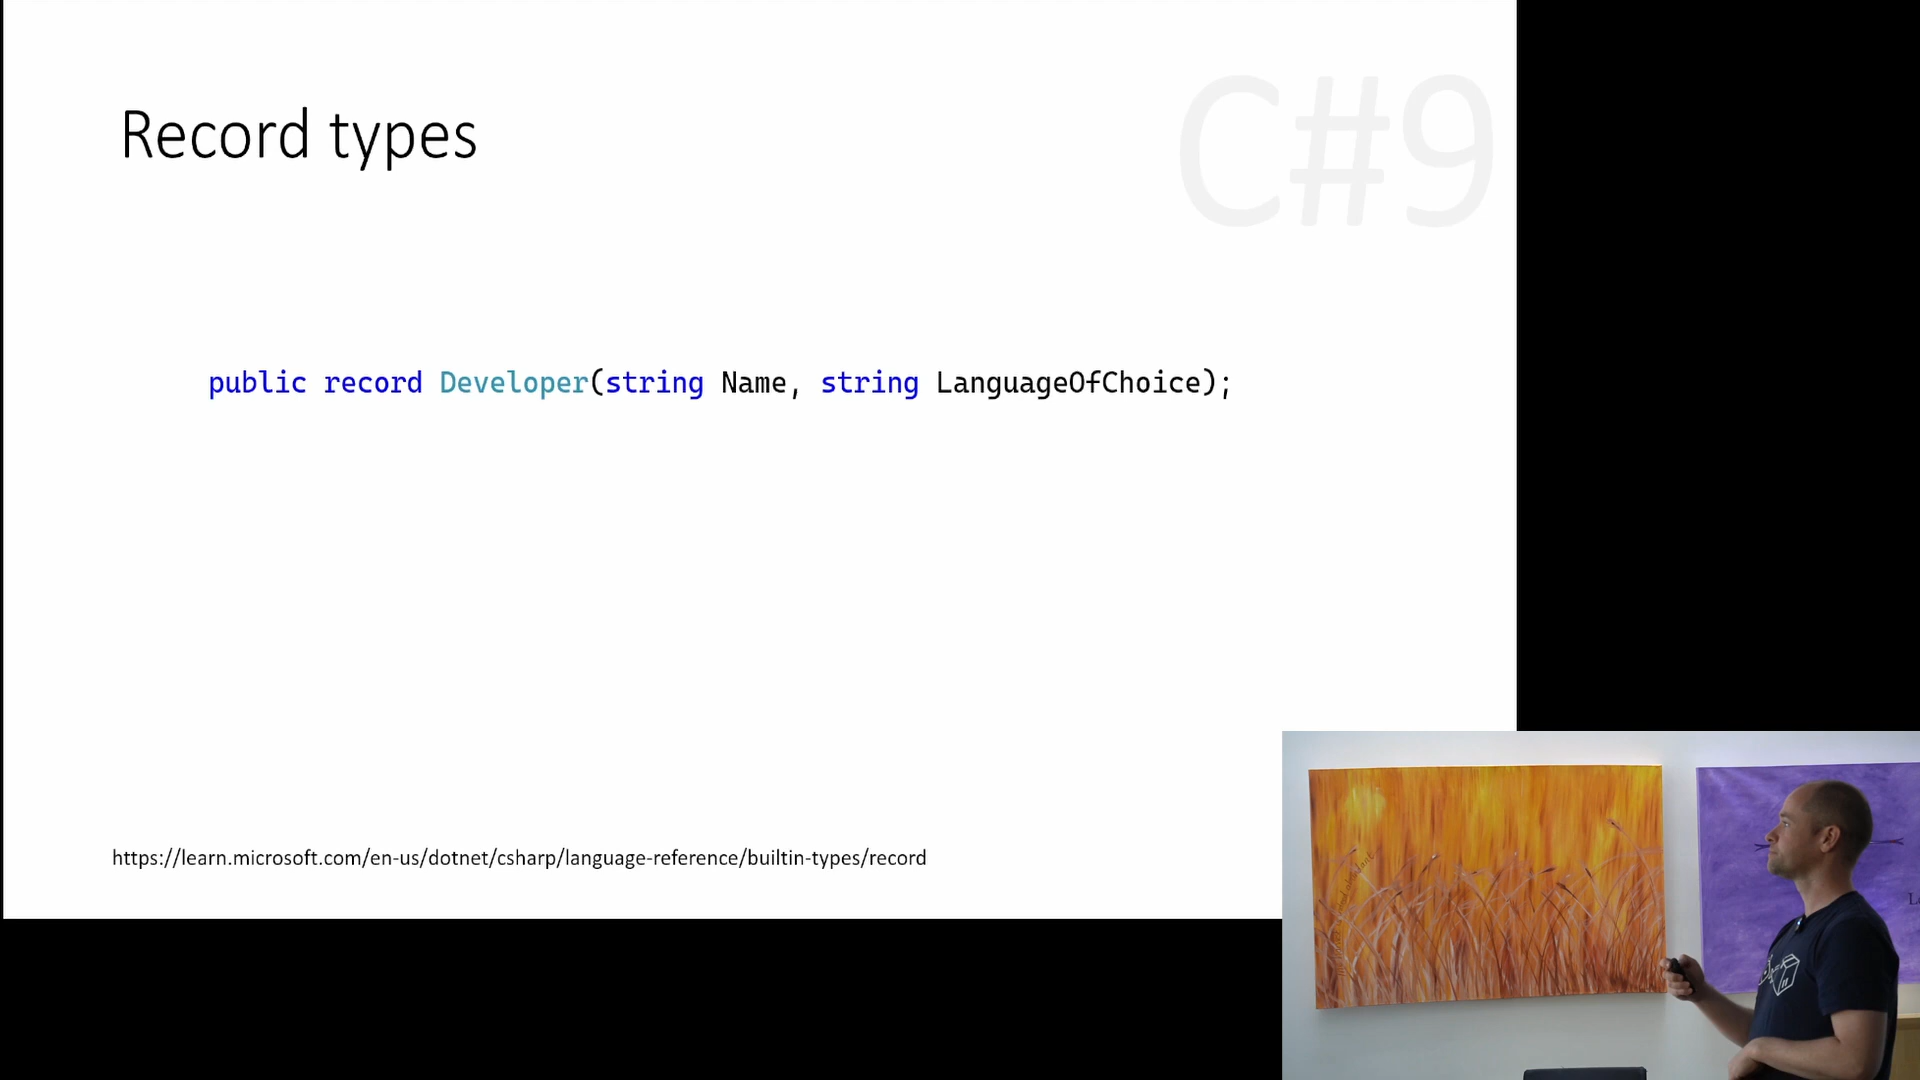 C#9
Record types
public record Developer(string Name, string LanguageOfChoice);
https://learn.microsoft.com/en-us/dotnet/csharp/language-reference/builtin-types/record